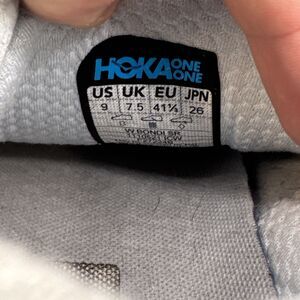 HOKA ONE ONE
US UK EU JPN
9 7.5 41⅓ 26
W BONDI SR